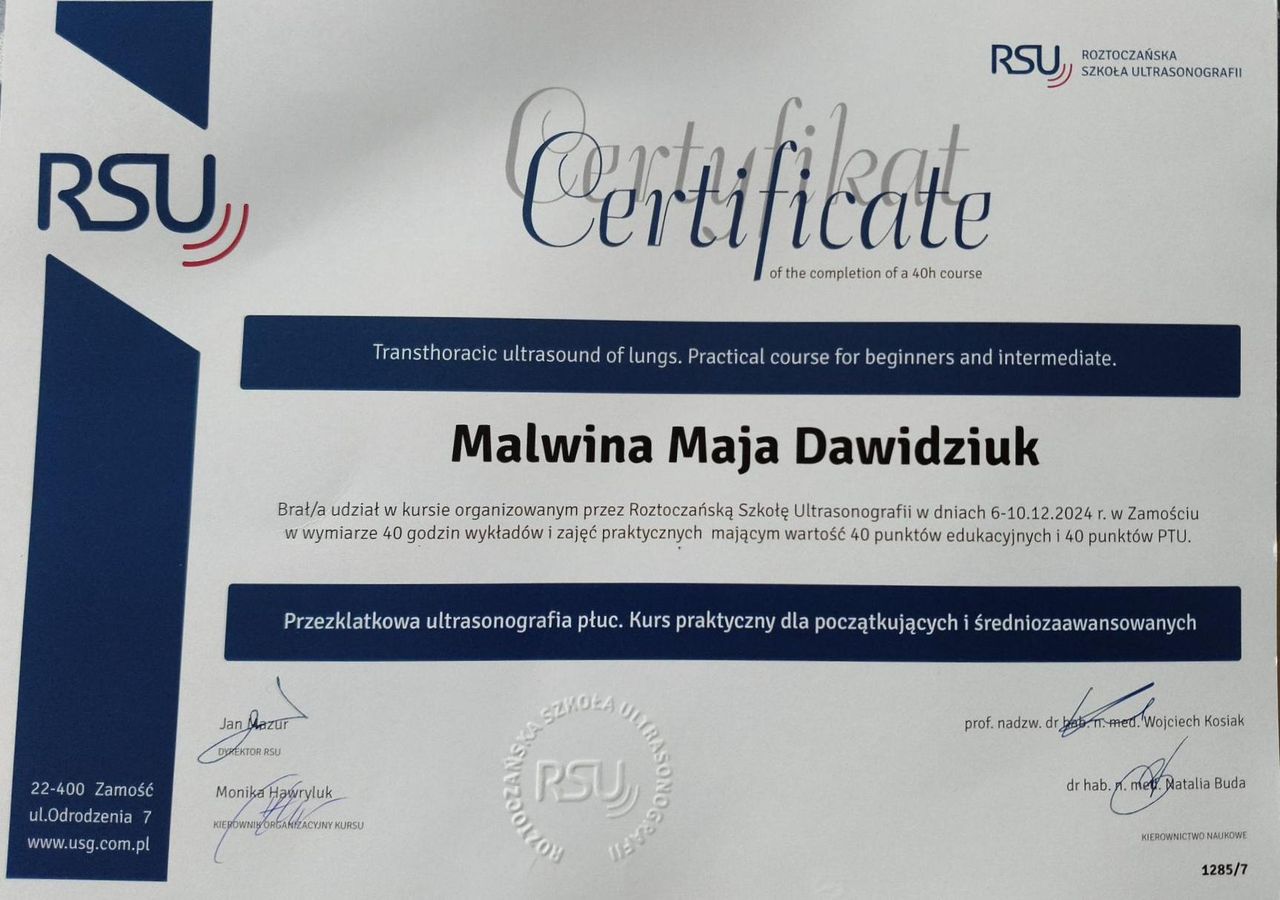 RSU ROZTOCZAŃSKA
SZKOŁA ULTRASONOGRAFII
RSU
Certyfikat
Certificate
of the completion of a 40h course
Transthoracic ultrasound of lungs. Practical course for beginners and intermediate.
Malwina Maja Dawidziuk
Brał/a udział w kursie organizowanym przez Roztoczańską Szkołę Ultrasonografii w dniach 6-10.12.2024 r. w Zamościu
w wymiarze 40 godzin wykładów i zajęć praktycznych mającym wartość 40 punktów edukacyjnych i 40 punktów PTU.
Przezklatkowa ultrasonografia płuc. Kurs praktyczny dla początkujących i średniozaawansowanych
Jan Mazur
DYREKTOR RSU
Monika Hawryluk
KIEROWNIK ORGANIZACYJNY KURSU
ROZTOCZAŃSKA SZKOŁA ULTRASONOGRAFII
RSU
prof. nadzw. dr hab. n. med. Wojciech Kosiak
dr hab. n. med. Natalia Buda
KIEROWNICTWO NAUKOWE
1285/7
22-400 Zamość
ul.Odrodzenia 7
www.usg.com.pl